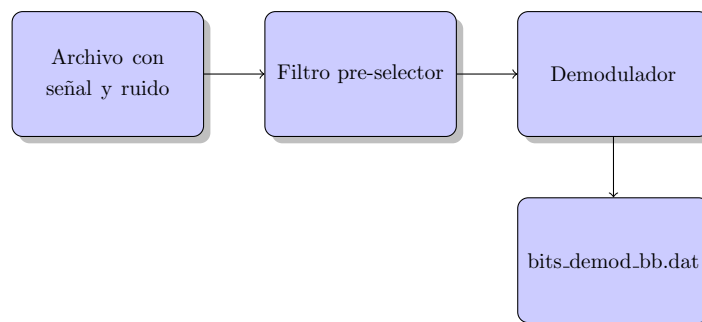 Archivo con
señal y ruido
Filtro pre-selector
Demodulador
bits_demod_bb.dat